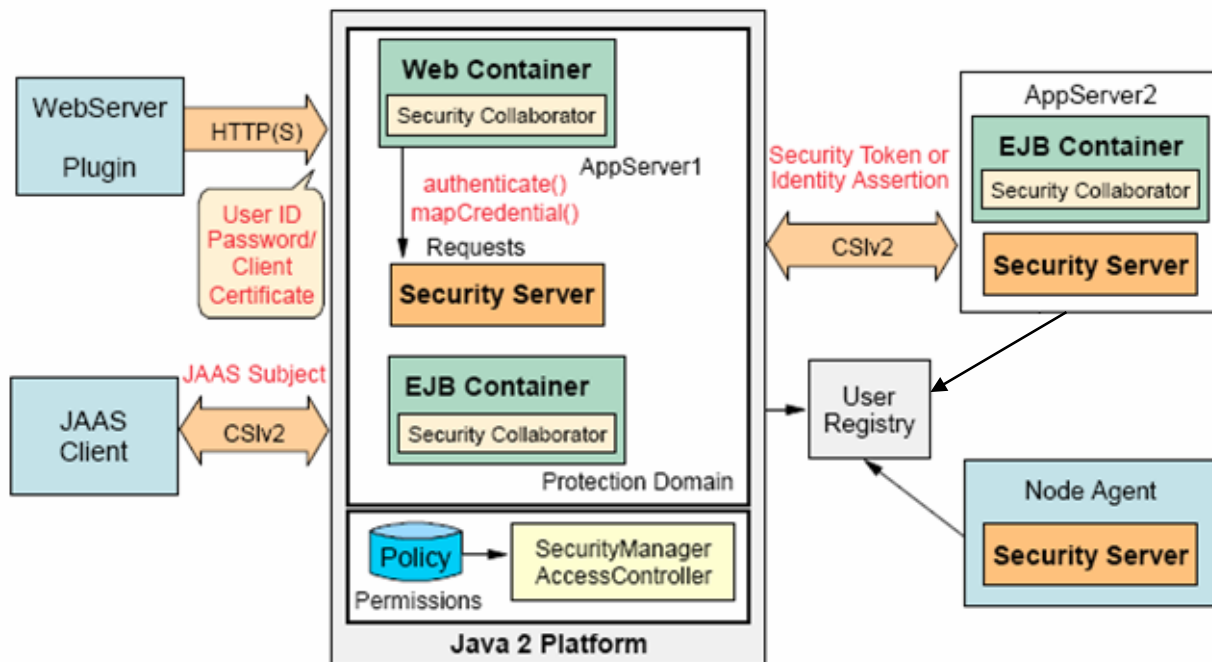 WebServer
Plugin
HTTP(S)
User ID
Password/
Client
Certificate
JAAS Subject
JAAS
Client
CSIv2
Web Container
Security Collaborator
AppServer1
authenticate()
mapCredential()
Requests
Security Server
EJB Container
Security Collaborator
Protection Domain
Policy
Permissions
SecurityManager
AccessController
Java 2 Platform
Security Token or
Identity Assertion
CSIv2
AppServer2
EJB Container
Security Collaborator
Security Server
User
Registry
Node Agent
Security Server